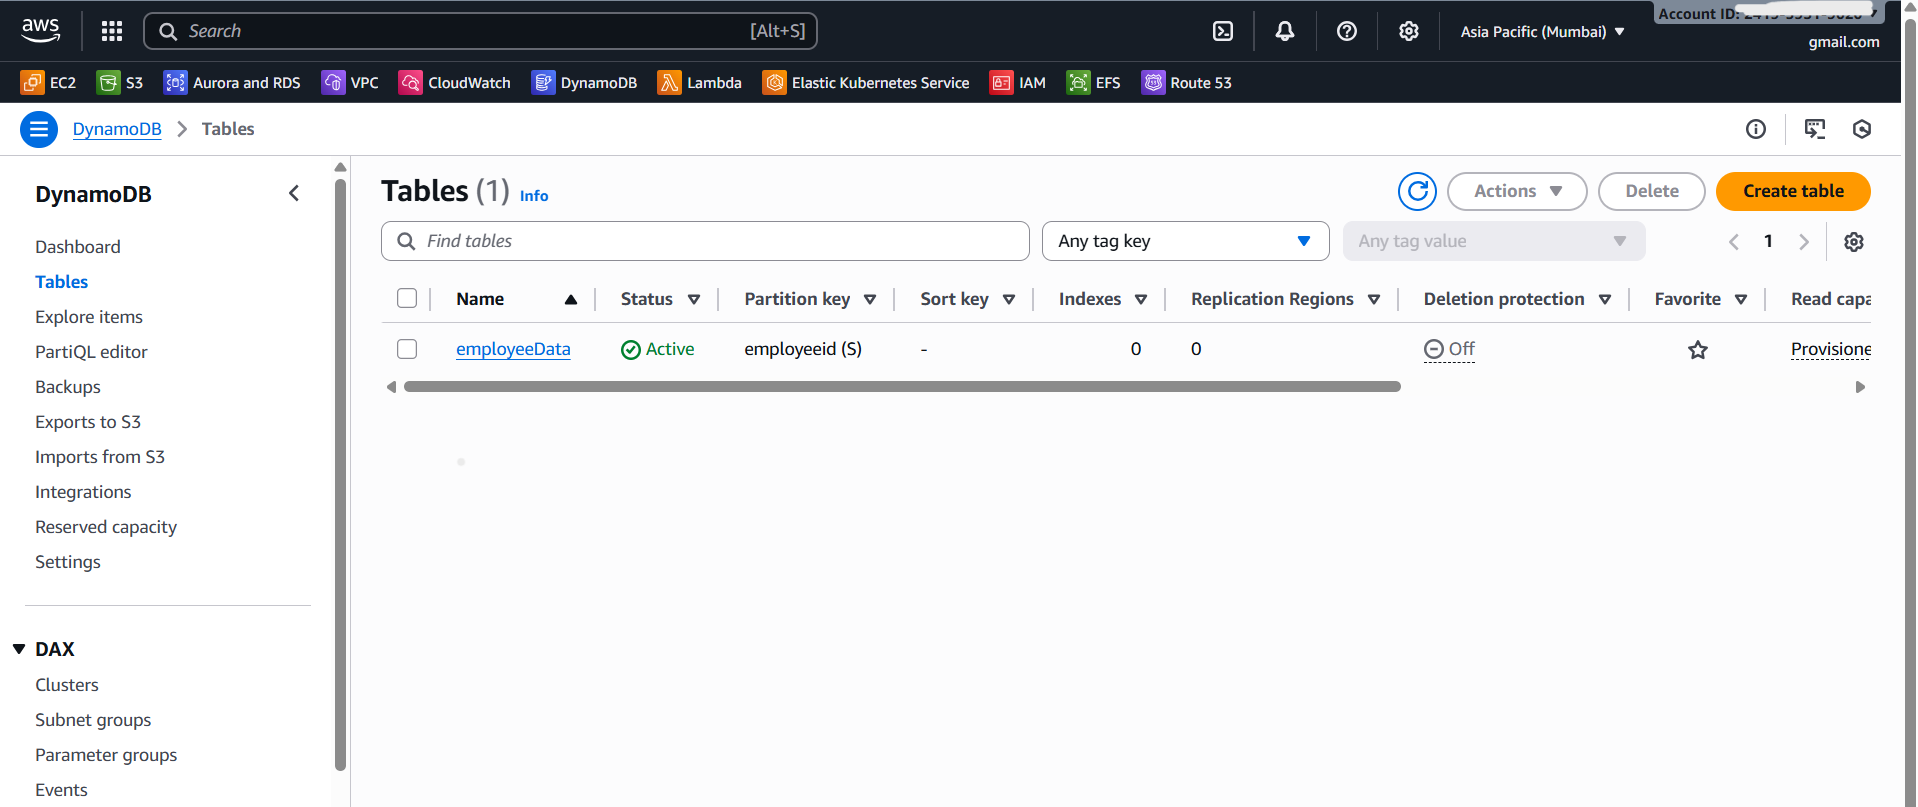 aws
Search [Alt+S]
Asia Pacific (Mumbai)
Account ID:
gmail.com
EC2 S3 Aurora and RDS VPC CloudWatch DynamoDB Lambda Elastic Kubernetes Service IAM EFS Route 53
DynamoDB > Tables
DynamoDB
Dashboard
Tables
Explore items
PartiQL editor
Backups
Exports to S3
Imports from S3
Integrations
Reserved capacity
Settings
DAX
Clusters
Subnet groups
Parameter groups
Events
Tables (1) Info
Actions Delete Create table
Find tables Any tag key Any tag value 1
Name Status Partition key Sort key Indexes Replication Regions Deletion protection Favorite Read capa
employeeData Active employeeid (S) - 0 0 Off Provisione